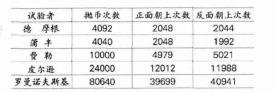 试验者 抛币次数 正面朝上次数 反面朝上次数
德 摩根 4092 2048 2044
蒲 丰 4040 2048 1992
费 勒 10000 4979 5021
皮尔逊 24000 12012 11988
罗曼诺夫斯基 80640 39699 40941